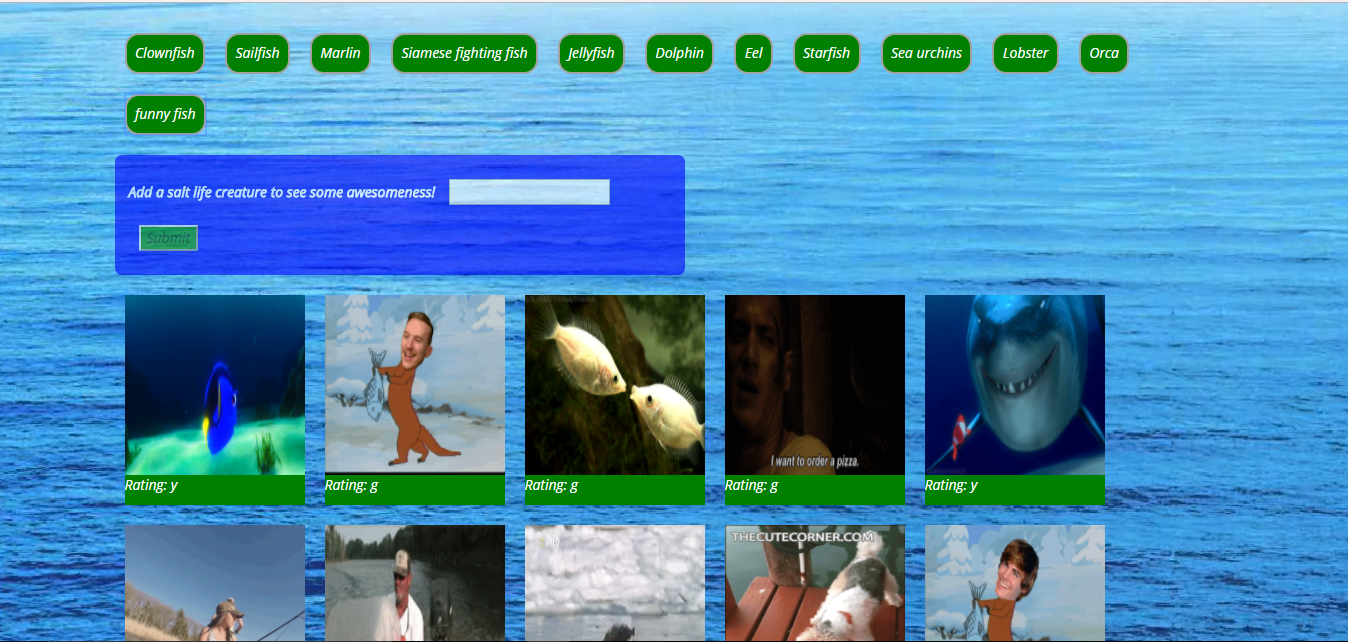 Clownfish Sailfish Marlin Siamese fighting fish Jellyfish Dolphin Eel Starfish Sea urchins Lobster Orca
funny fish
Add a salt life creature to see some awesomeness!
Submit
I want to order a pizza.
Rating: y Rating: g Rating: g Rating: g Rating: y
THECUTECORNER.COM